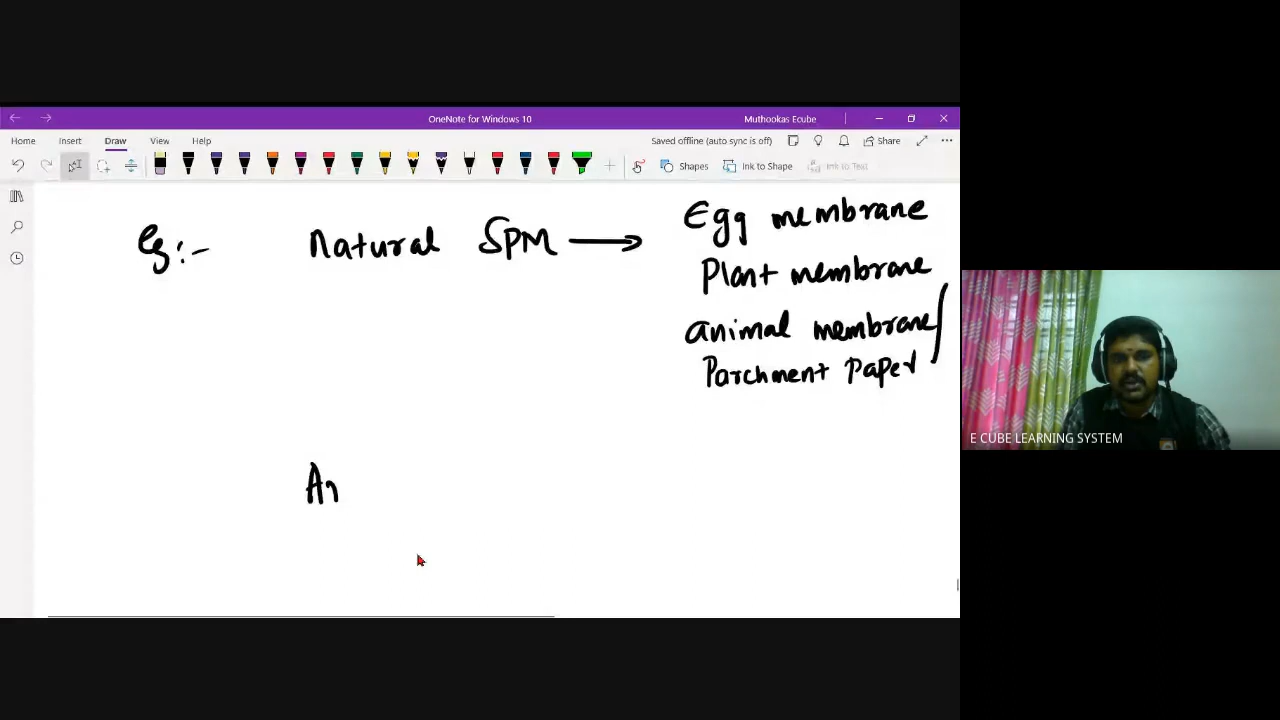 OneNote for Windows 10
Muthookas Ecube
Home Insert Draw View Help
Saved offline (auto sync is off)
Share
Shapes
Ink to Shape
Ink to Text
Eg:-
Natural SPM →
Egg membrane
Plant membrane
animal membrane/
Parchment paper
E CUBE LEARNING SYSTEM